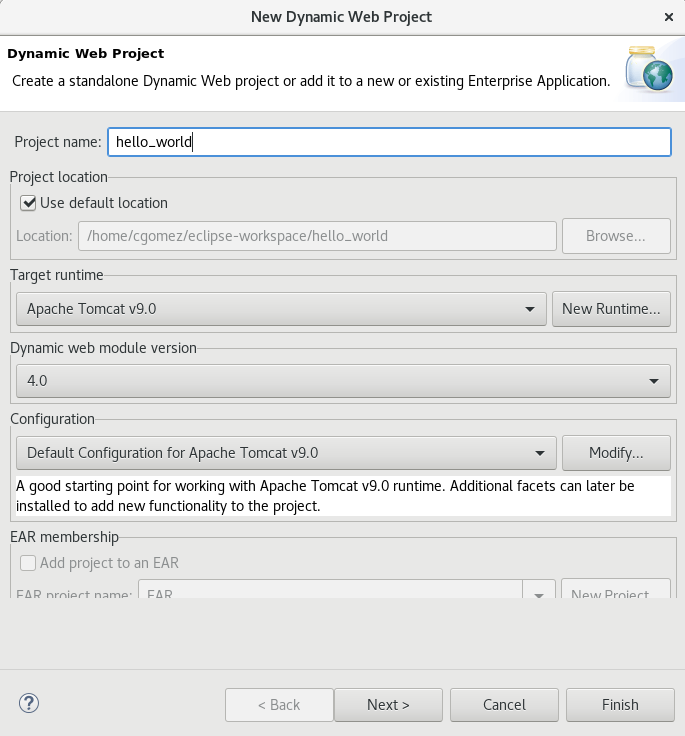 New Dynamic Web Project
Dynamic Web Project
Create a standalone Dynamic Web project or add it to a new or existing Enterprise Application.
Project name: hello_world
Project location
Use default location
Location: /home/cgomez/eclipse-workspace/hello_world Browse...
Target runtime
Apache Tomcat v9.0 New Runtime...
Dynamic web module version
4.0
Configuration
Default Configuration for Apache Tomcat v9.0 Modify...
A good starting point for working with Apache Tomcat v9.0 runtime. Additional facets can later be
installed to add new functionality to the project.
EAR membership
Add project to an EAR
EAR project name: EAR New Project...
< Back Next > Cancel Finish